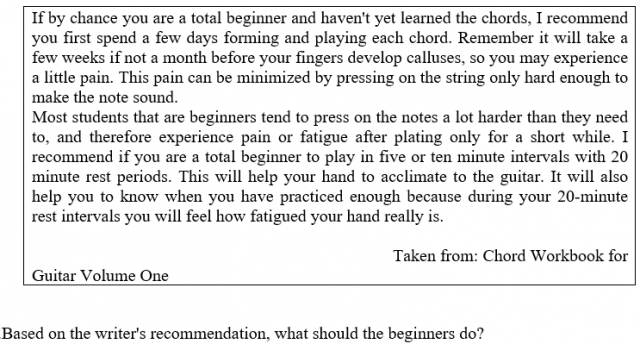 If by chance you are a total beginner and haven't yet learned the chords, I recommend
you first spend a few days forming and playing each chord. Remember it will take a
few weeks if not a month before your fingers develop calluses, so you may experience
a little pain. This pain can be minimized by pressing on the string only hard enough to
make the note sound.
Most students that are beginners tend to press on the notes a lot harder than they need
to, and therefore experience pain or fatigue after plating only for a short while. I
recommend if you are a total beginner to play in five or ten minute intervals with 20
minute rest periods. This will help your hand to acclimate to the guitar. It will also
help you to know when you have practiced enough because during your 20-minute
rest intervals you will feel how fatigued your hand really is.
Taken from: Chord Workbook for
Guitar Volume One
.Based on the writer's recommendation, what should the beginners do?